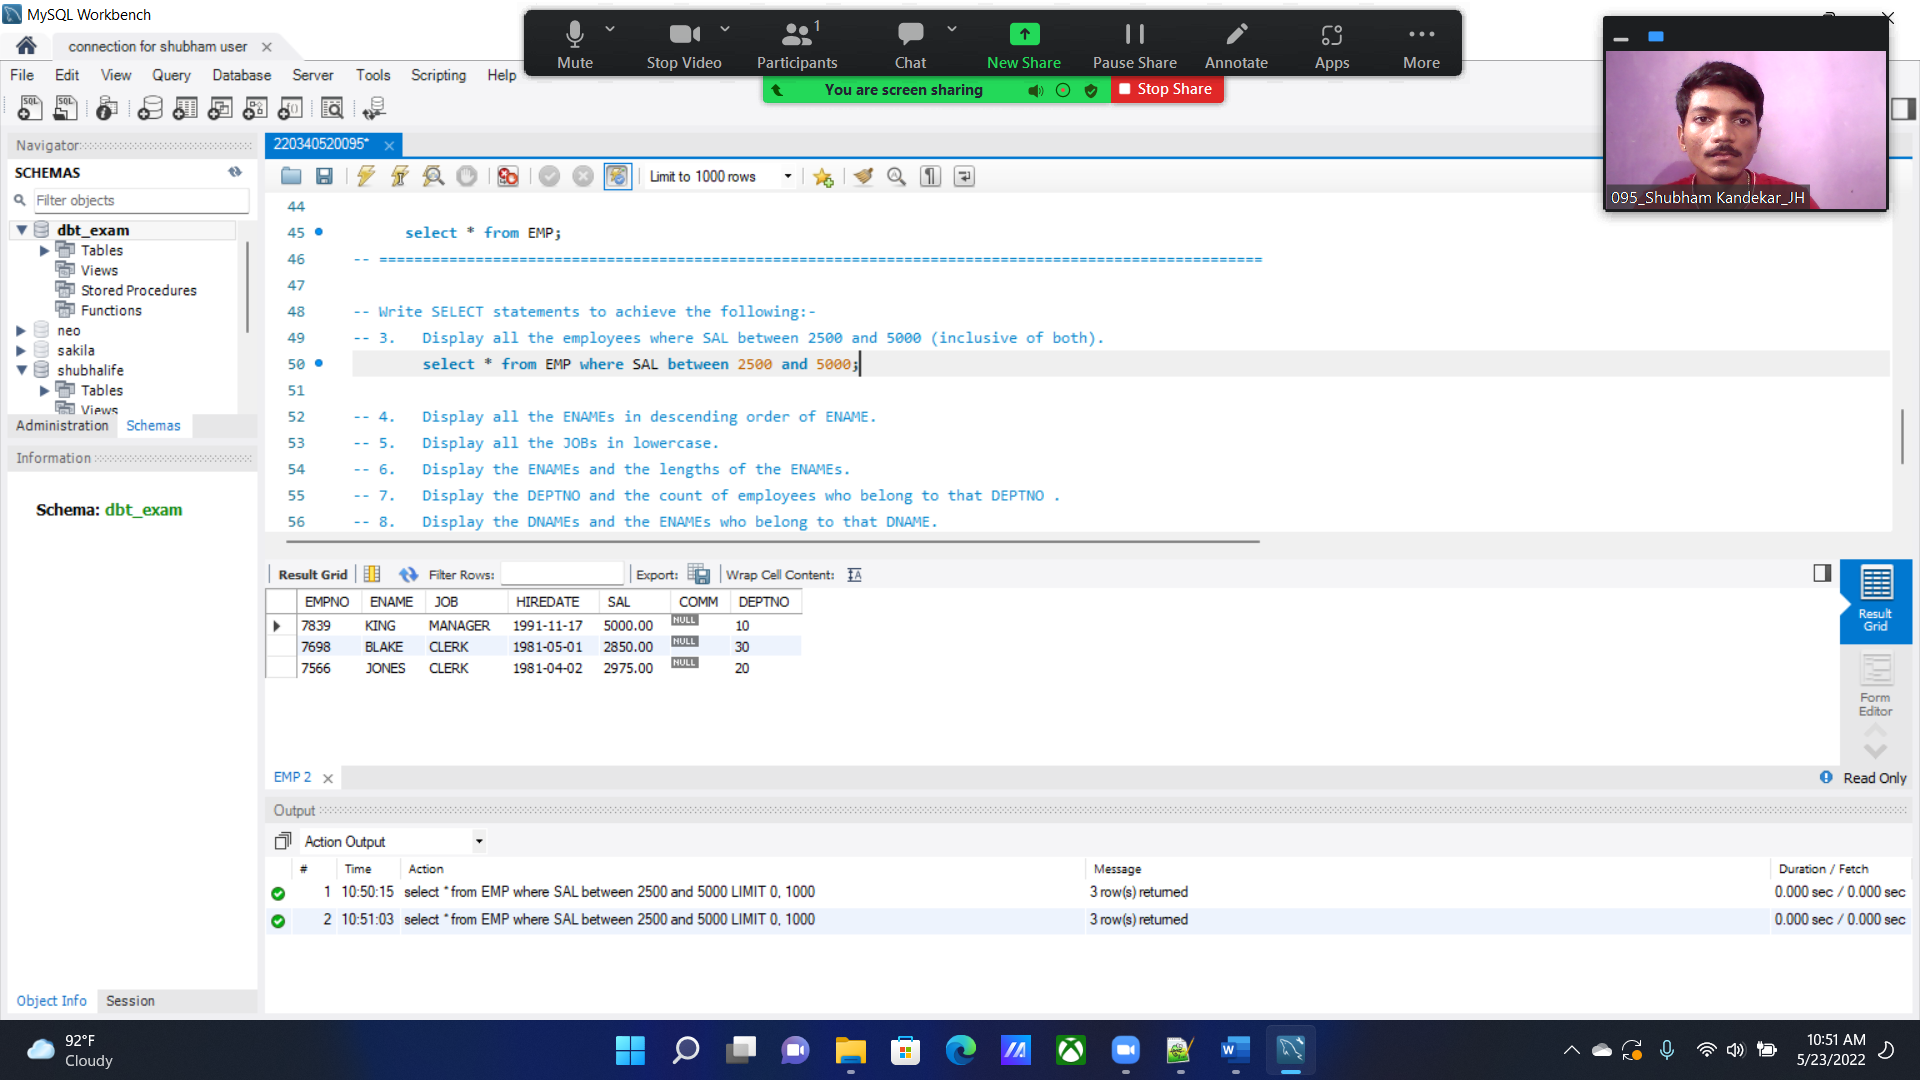 MySQL Workbench
connection for shubham user
File Edit View Query Database Server Tools Scripting Help
Mute Stop Video Participants 1 Chat New Share Pause Share Annotate Apps More
You are screen sharing Stop Share
095_Shubham Kandekar_JH
Navigator
SCHEMAS
Filter objects
dbt_exam
Tables
Views
Stored Procedures
Functions
neo
sakila
shubhalife
Tables
Views
Administration Schemas
Information
Schema: dbt_exam
Object Info Session
220340520095*
Limit to 1000 rows
44
45 select * from EMP;
46 -- =====================================================================================================
47
48 -- Write SELECT statements to achieve the following:-
49 -- 3. Display all the employees where SAL between 2500 and 5000 (inclusive of both).
50 select * from EMP where SAL between 2500 and 5000;
51
52 -- 4. Display all the ENAMEs in descending order of ENAME.
53 -- 5. Display all the JOBs in lowercase.
54 -- 6. Display the ENAMEs and the lengths of the ENAMEs.
55 -- 7. Display the DEPTNO and the count of employees who belong to that DEPTNO .
56 -- 8. Display the DNAMEs and the ENAMEs who belong to that DNAME.
Result Grid Filter Rows: Export: Wrap Cell Content:
EMPNO ENAME JOB HIREDATE SAL COMM DEPTNO
7839 KING MANAGER 1991-11-17 5000.00 NULL 10
7698 BLAKE CLERK 1981-05-01 2850.00 NULL 30
7566 JONES CLERK 1981-04-02 2975.00 NULL 20
Result Grid
Form Editor
EMP 2
Read Only
Output
Action Output
# Time Action Message Duration / Fetch
1 10:50:15 select * from EMP where SAL between 2500 and 5000 LIMIT 0, 1000 3 row(s) returned 0.000 sec / 0.000 sec
2 10:51:03 select * from EMP where SAL between 2500 and 5000 LIMIT 0, 1000 3 row(s) returned 0.000 sec / 0.000 sec
92°F
Cloudy
10:51 AM
5/23/2022